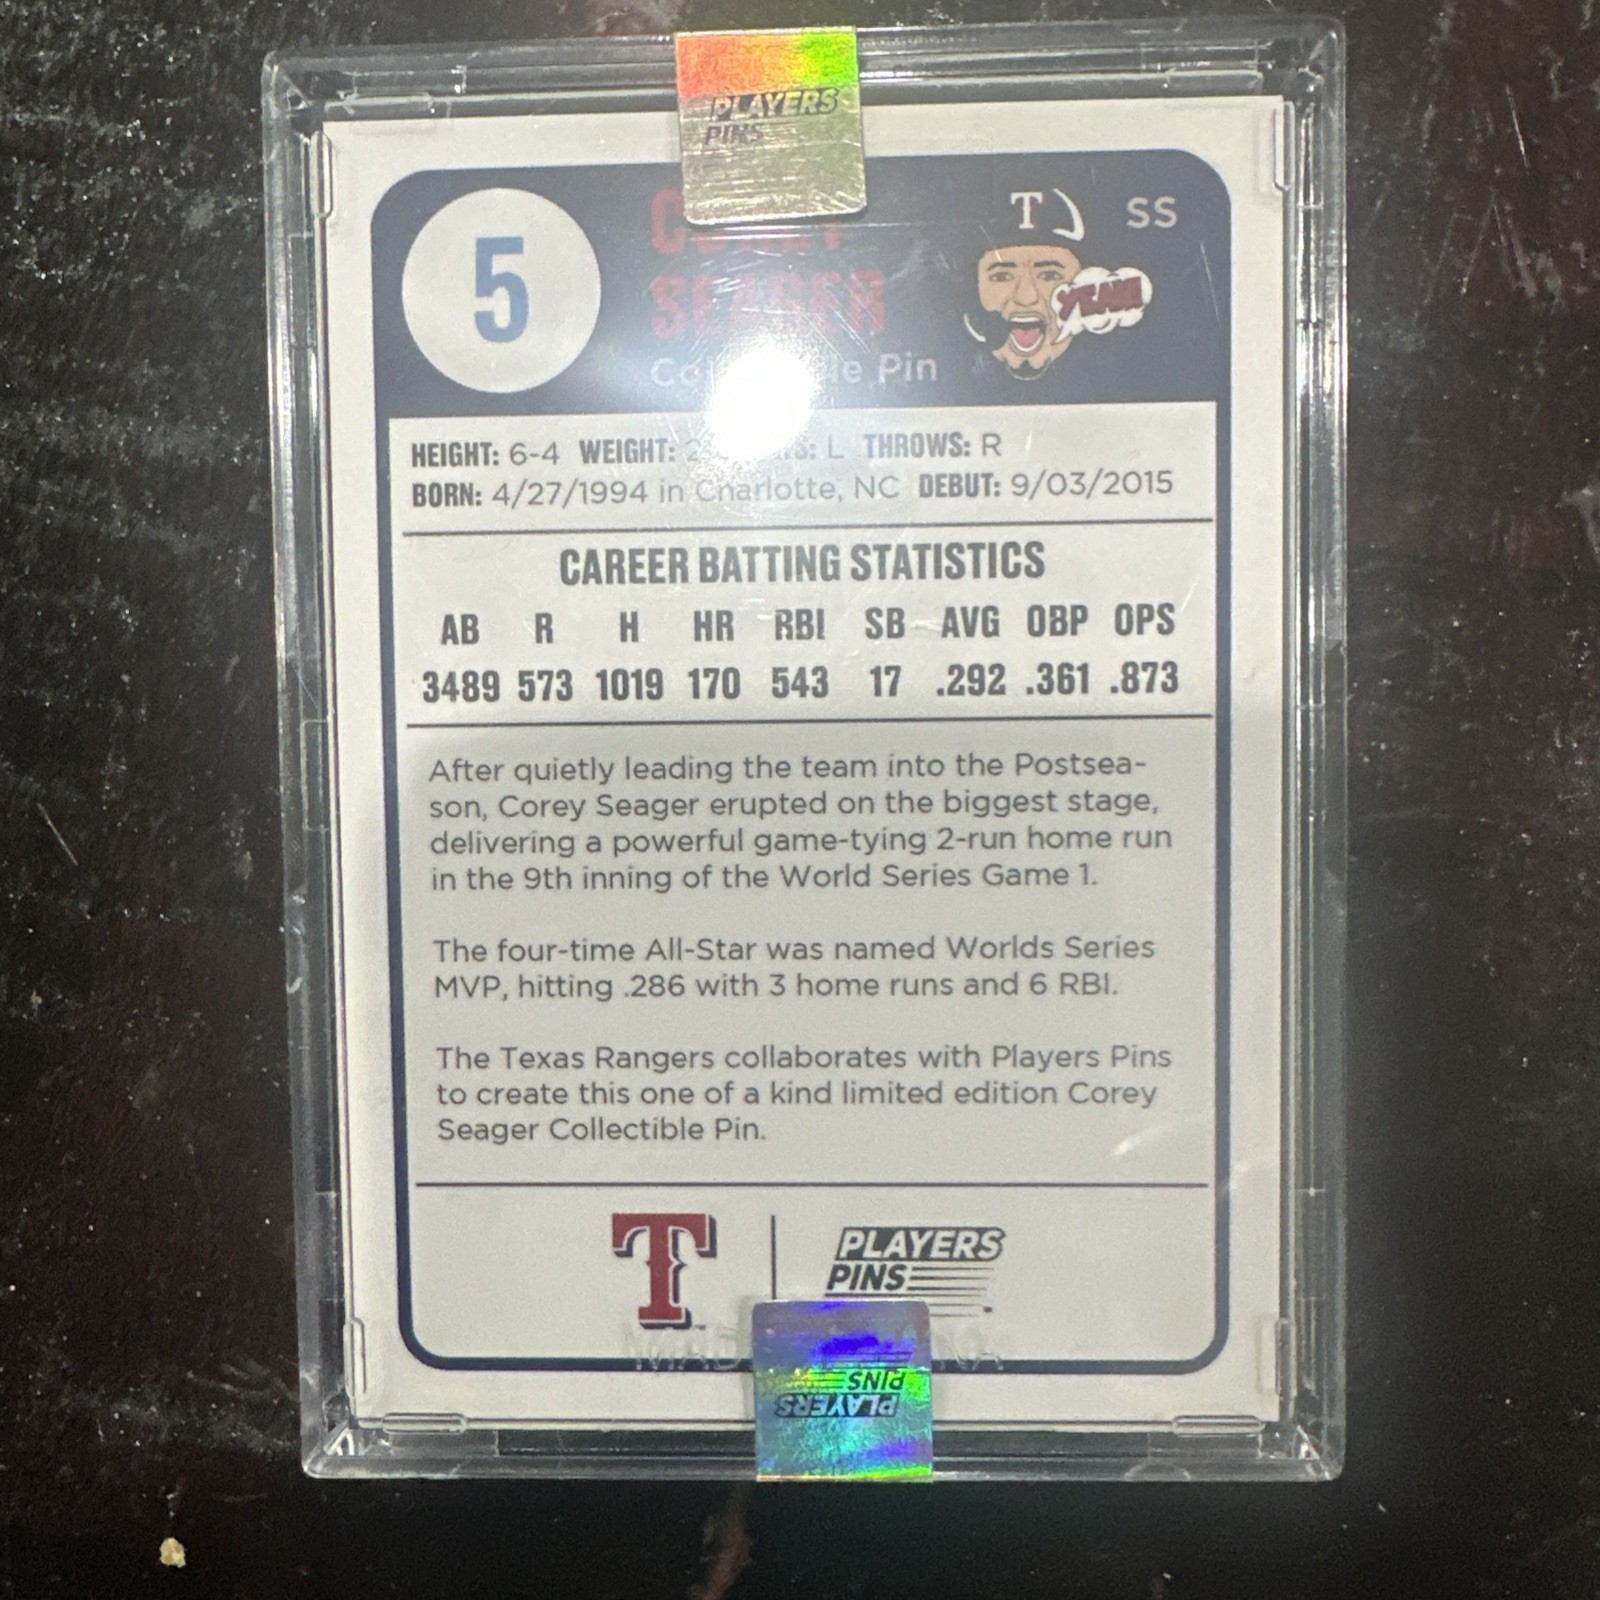 PLAYERS
PINS
5
COREY
SEAGER
SS
T
YEAH!
Collectible Pin
HEIGHT: 6-4 WEIGHT: L THROWS: R
BORN: 4/27/1994 in Charlotte, NC DEBUT: 9/03/2015
CAREER BATTING STATISTICS
AB R H HR RBI SB AVG OBP OPS
3489 573 1019 170 543 17 .292 .361 .873
After quietly leading the team into the Postsea-
son, Corey Seager erupted on the biggest stage,
delivering a powerful game-tying 2-run home run
in the 9th inning of the World Series Game 1.
The four-time All-Star was named Worlds Series
MVP, hitting .286 with 3 home runs and 6 RBI.
The Texas Rangers collaborates with Players Pins
to create this one of a kind limited edition Corey
Seager Collectible Pin.
T
PLAYERS
PINS
PLAYERS
PINS